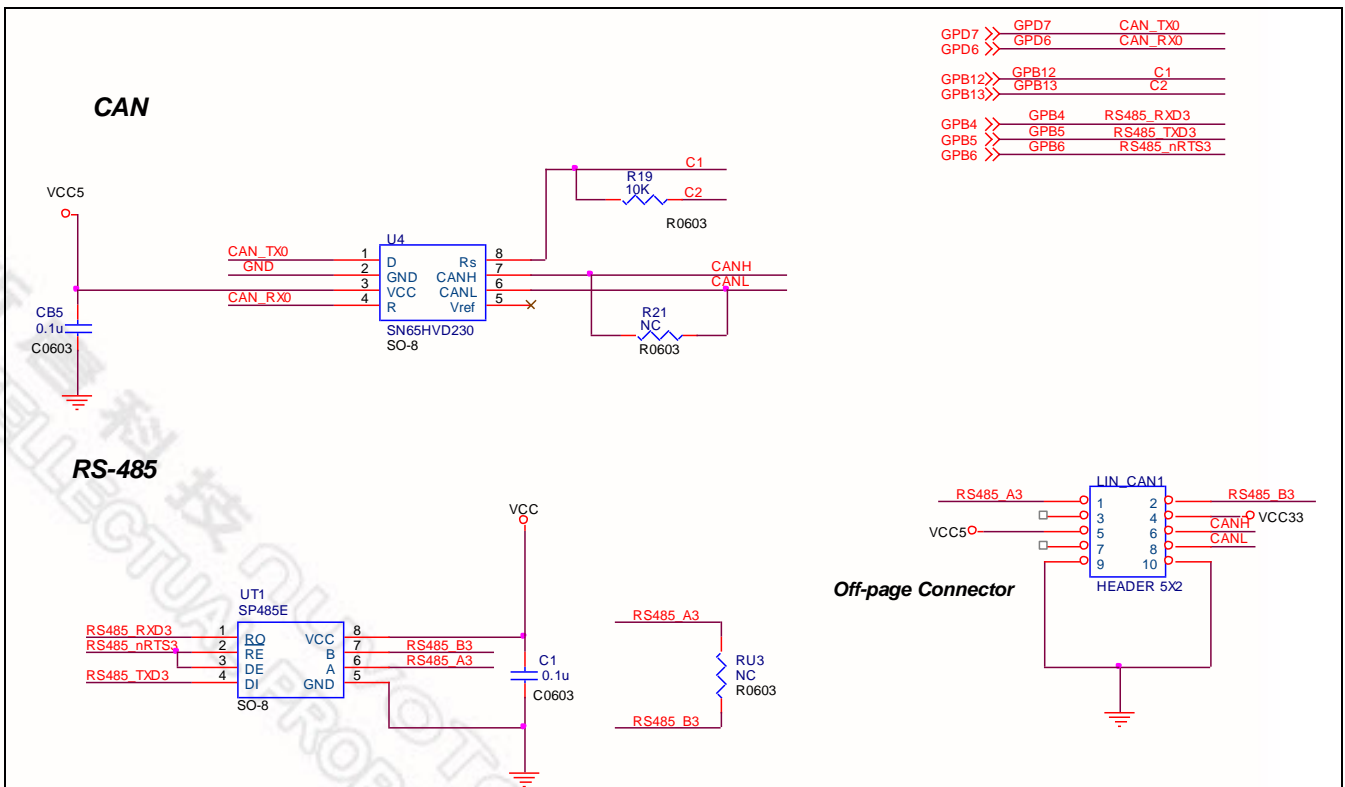 GPD7 GPD7 CAN_TX0
GPD6 GPD6 CAN_RX0
GPB12 GPB12 C1
GPB13 GPB13 C2
GPB4 GPB4 RS485_RXD3
GPB5 GPB5 RS485_TXD3
GPB6 GPB6 RS485_nRTS3
CAN
VCC5
CB5
0.1u
C0603
C1
R19
10K
C2
R0603
U4
CAN_TX0 1 D Rs 8
GND 2 GND CANH 7 CANH
3 VCC CANL 6 CANL
CAN_RX0 4 R Vref 5
SN65HVD230
SO-8
R21
NC
R0603
RS-485
VCC
UT1
SP485E
RS485_RXD3 1 RO VCC 8
RS485_nRTS3 2 RE B 7 RS485_B3
3 DE A 6 RS485_A3
RS485_TXD3 4 DI GND 5
SO-8
C1
0.1u
C0603
RS485_A3
RU3
NC
R0603
RS485_B3
Off-page Connector
LIN_CAN1
RS485_A3 1 2 RS485_B3
3 4 VCC33
VCC5 5 6 CANH
7 8 CANL
9 10
HEADER 5X2
科技 nuvoTo